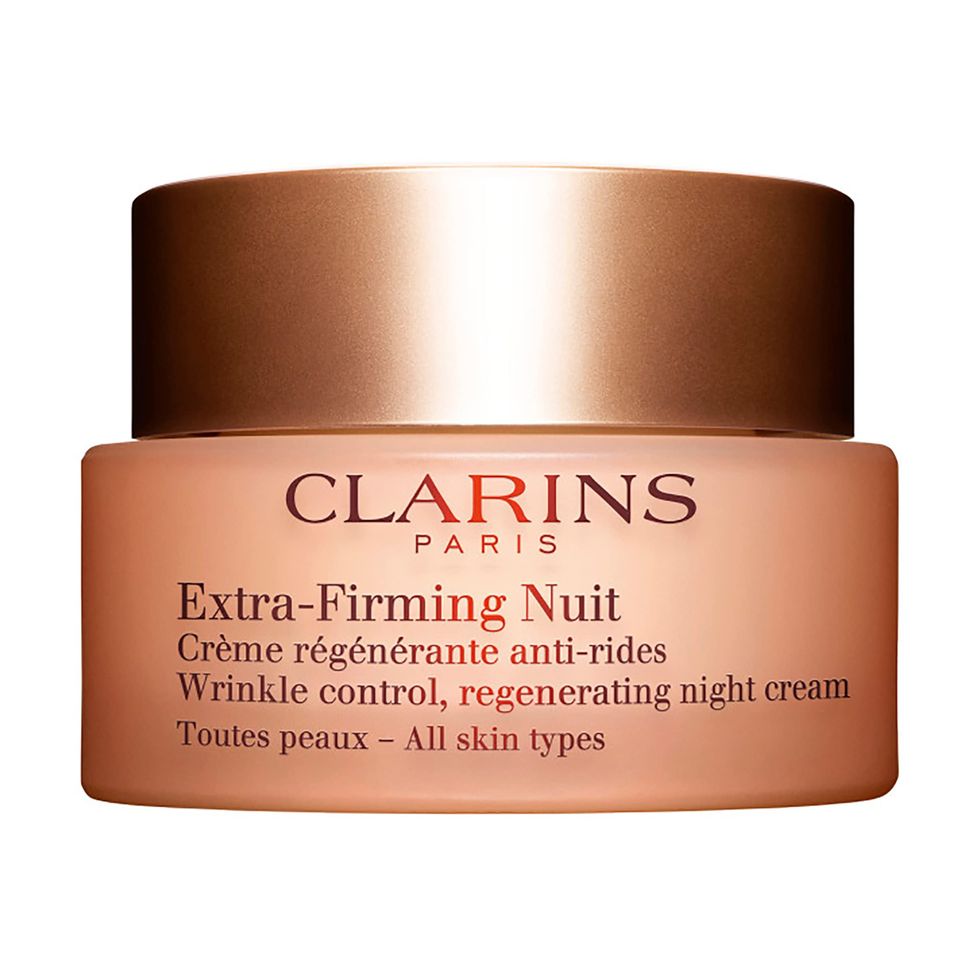 CLARINS
PARIS
Extra-Firming Nuit
Crème régénérante anti-rides
Wrinkle control, regenerating night cream
Toutes peaux – All skin types